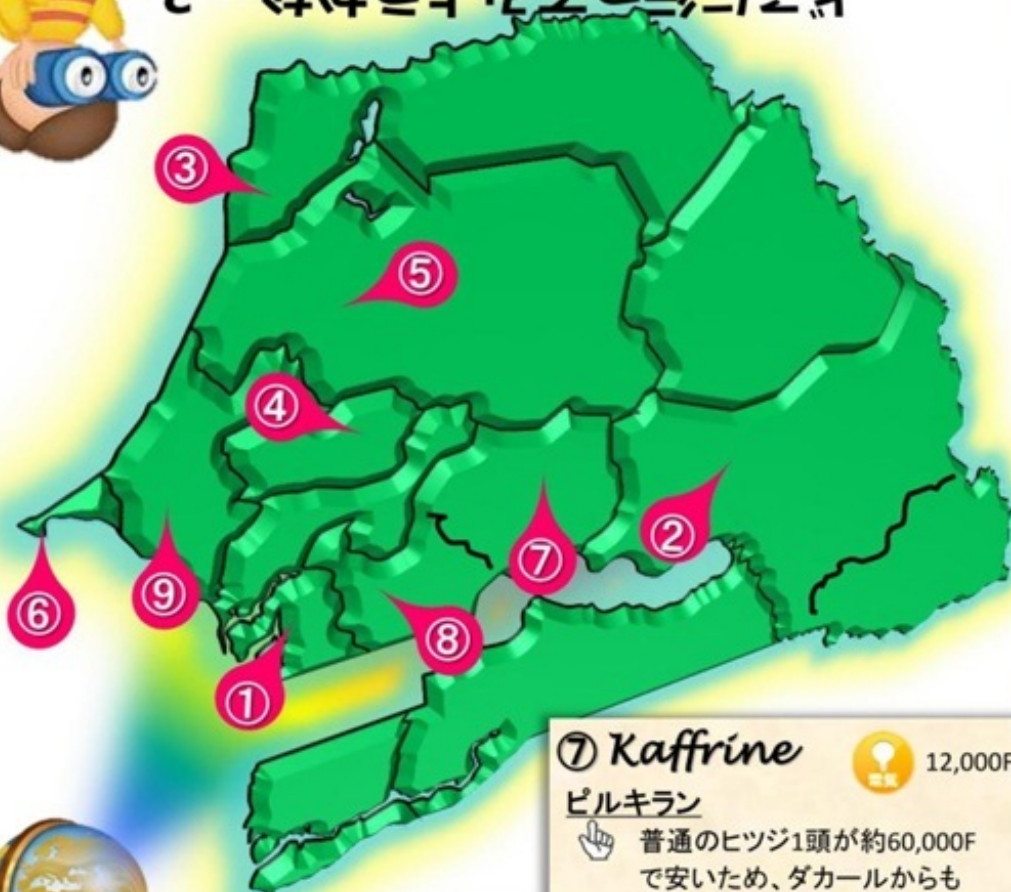 ③
⑤
④
②
⑦
⑨
⑥
⑧
①
⑦ Kaffrine
電気 12,000F
ピルキラン
普通のヒツジ1頭が約60,000F
で安いため、ダカールからも